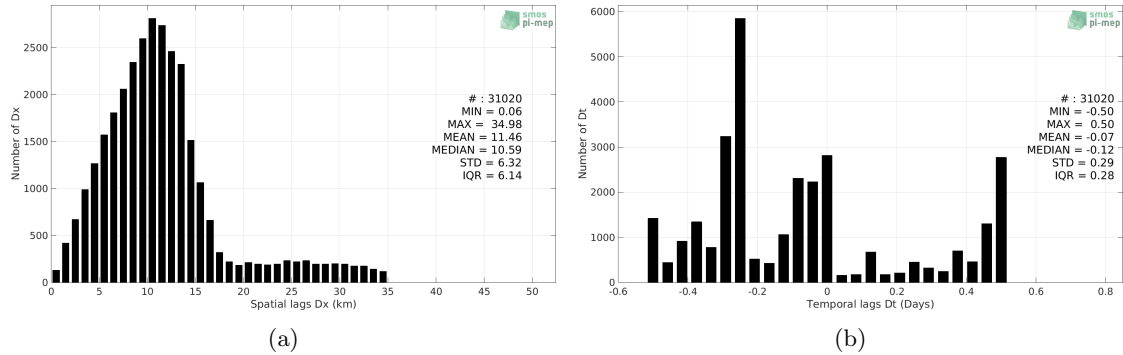 smos
pi-mep
2500
2000
1500
1000
500
0
Number of Dx
# : 31020
MIN = 0.06
MAX = 34.98
MEAN = 11.46
MEDIAN = 10.59
STD = 6.32
IQR = 6.14
0 5 10 15 20 25 30 35 40 45 50
Spatial lags Dx (km)
(a)
smos
pi-mep
6000
5000
4000
3000
2000
1000
0
Number of Dt
# : 31020
MIN = -0.50
MAX = 0.50
MEAN = -0.07
MEDIAN = -0.12
STD = 0.29
IQR = 0.28
-0.6 -0.4 -0.2 0 0.2 0.4 0.6 0.8
Temporal lags Dt (Days)
(b)